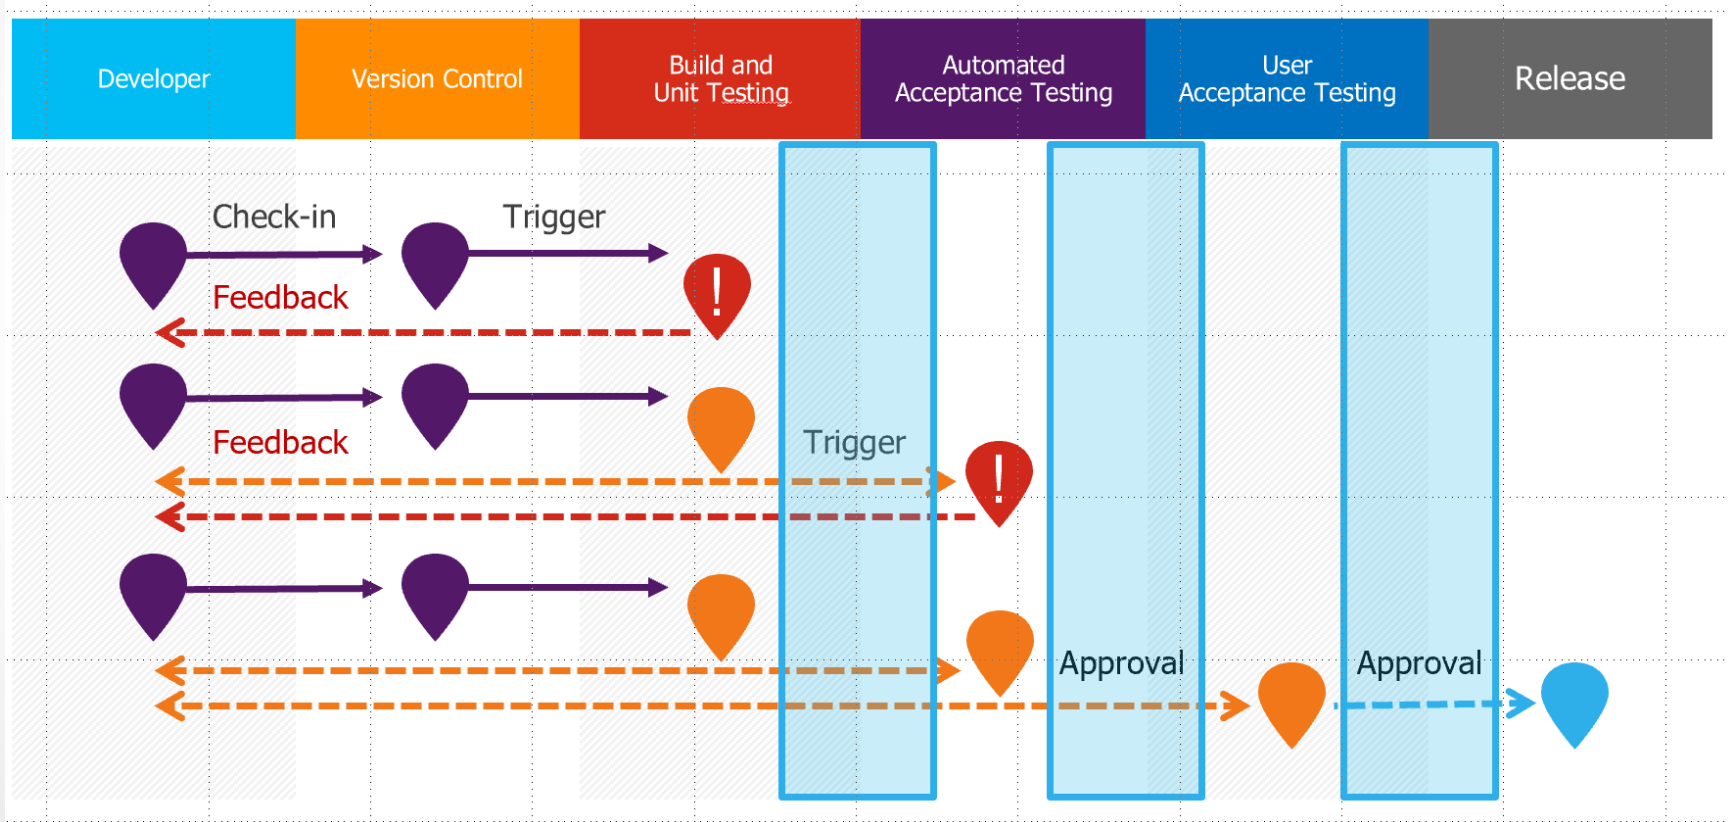 Developer
Version Control
Build and
Unit Testing
Automated
Acceptance Testing
User
Acceptance Testing
Release
Check-in
Trigger
Feedback
!
Feedback
Trigger
!
Approval
Approval